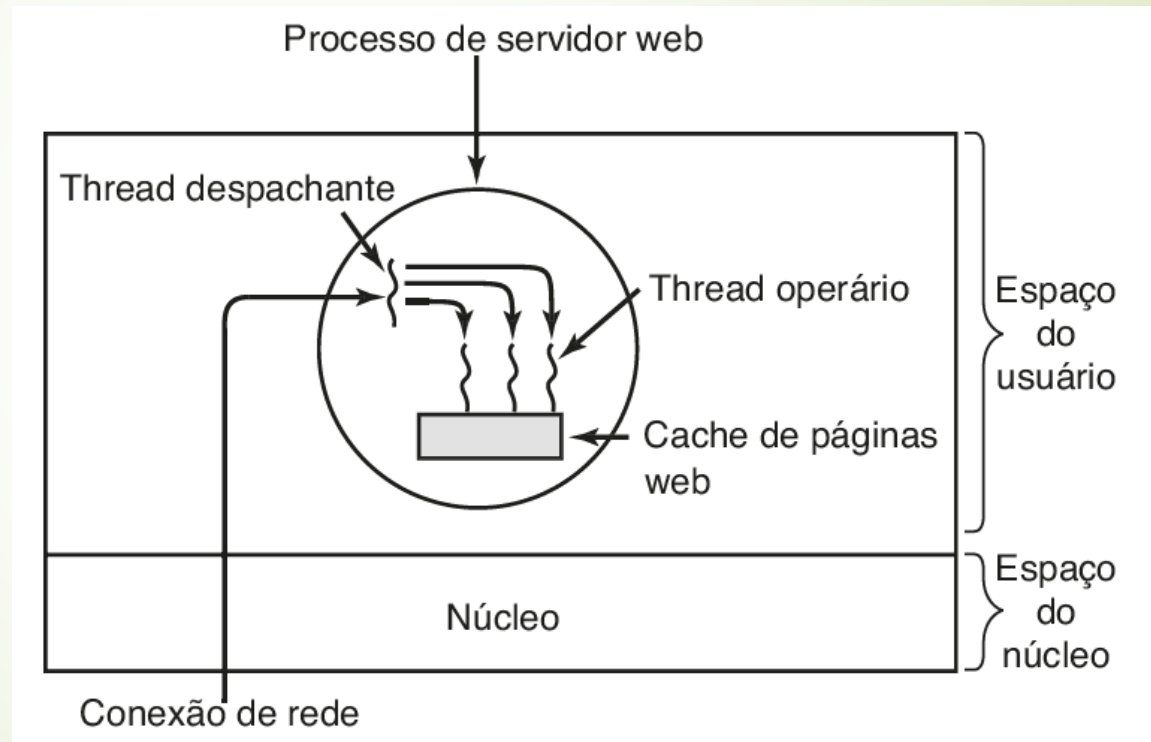 Processo de servidor web
Thread despachante
Thread operário
Espaço
do
usuário
Cache de páginas
web
Espaço
do
núcleo
Núcleo
Conexão de rede